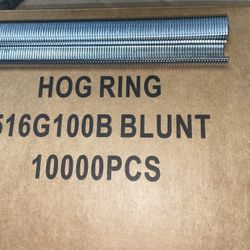 HOG RING
516G100B BLUNT
10000PCS